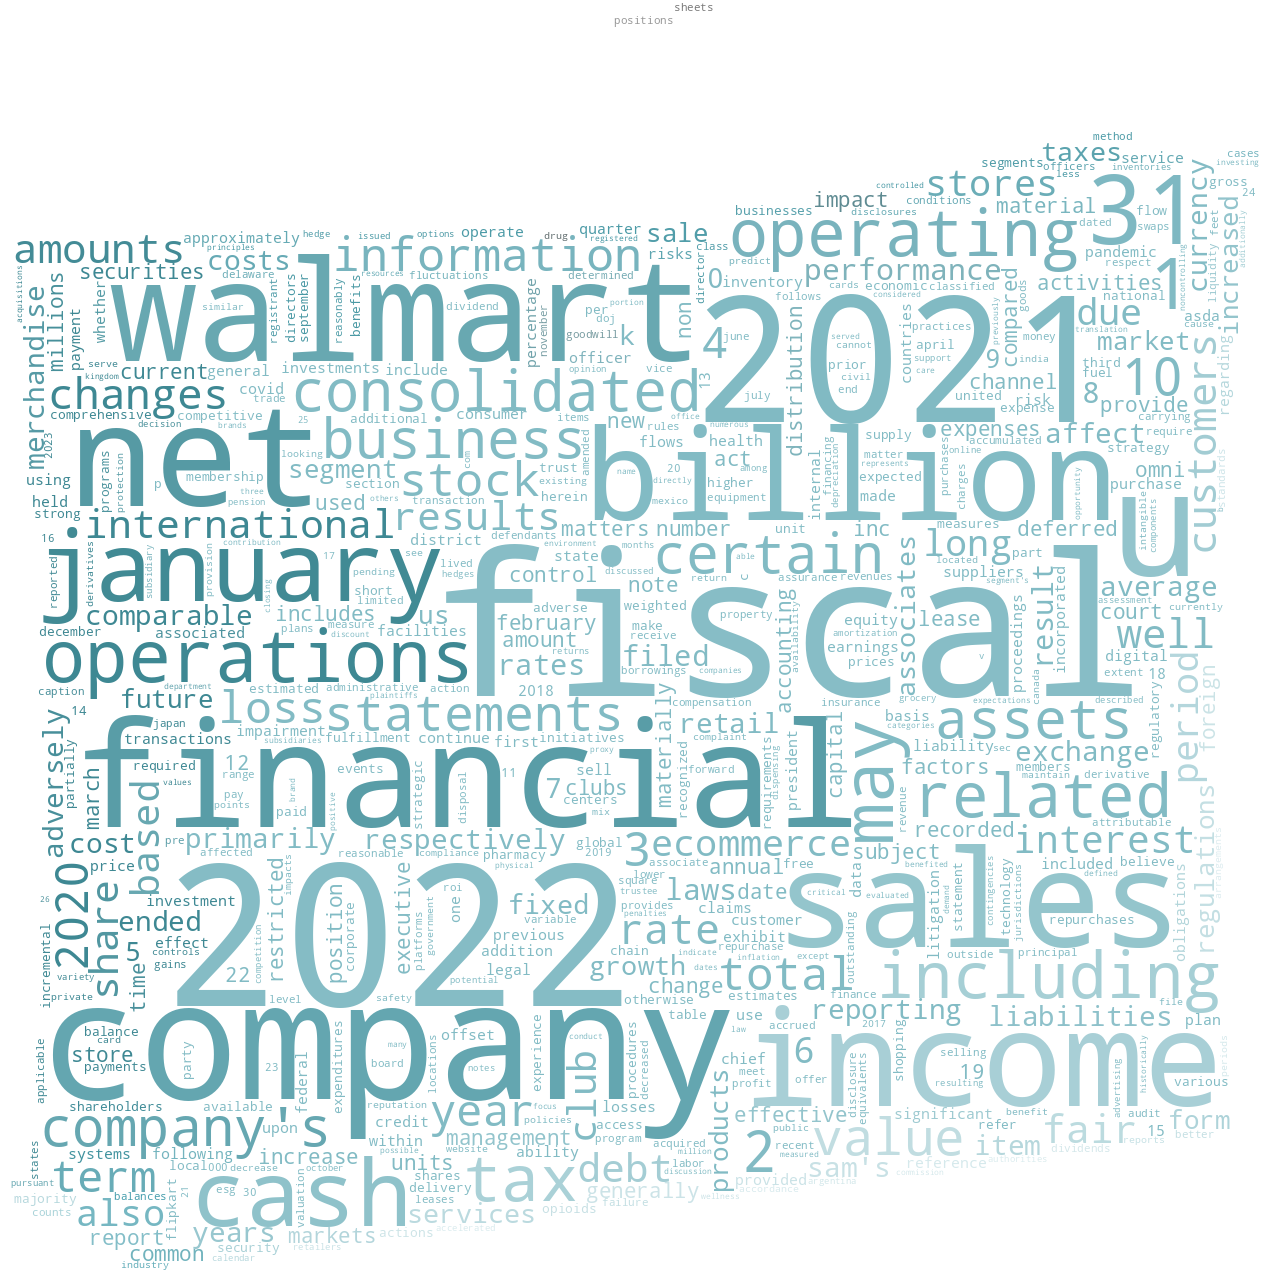 sheets
positions
method
taxes
service
cases
segments
officers
inventories
investing
less
stores
controlled
31
currency
gross
24
impact
conditions
material
dated
flow
increased
feet
additionally
businesses
disclosures
operating
swaps
liquidity
pandemic
respect
noncontrolling
regarding
amounts
approximately
hedge
issued
options
operate
drug
quarter
registered
sale
class
director
predict
principles
costs
information
risks
performance
securities
delaware
resources
fluctuations
determined
0
inventory
economic
classified
activities
national
1
acquisitions
millions
whether
walmart
similar
registrant
directors
september
reasonably
benefits
dividend
percentage
november
per
portion
doj
goodwill
k
non
follows
cards
considered
2021
compared
goods
previously
due
asda
cause
translation
merchandise
payment
4
june
distribution
served
cannot
practices
countries
april
money
market
serve
current
general
investments
include
officer
opinion
vice
prior
civil
support
care
end
9
india
third
fuel
10
customers
kingdom
changes
covid
trade
consolidated
13
july
united
channel
risk
expense
8
provide
carrying
comprehensive
competitive
additional
consumer
items
new
rules
office
numerous
decision
brands
25
looking
business
flows
health
supply
matter
represents
expenses
accumulated
affect
require
strategy
2023
using
programs
protection
membership
segment
section
com
trust
amended
existing
name
20
among
act
directly
internal
financing
depreciation
expected
purchases
online
omni
standards
held
p
three
pension
used
others
transaction
stock
herein
mexico
higher
equipment
made
charges
opportunity
purchase
strong
net
international
results
matters
number
billion
inc
measures
deferred
intangible
components
u
16
contribution
17
district
defendants
unit
state
months
able
certain
located
long
part
january
derivatives
subsidiary
provision
closing
see
pending
lived
hedges
discussed
control
return
c
assurance
revenues
suppliers
segment's
assessment
currently
reported
comparable
short
limited
includes
measure
us
note
weighted
property
accounting
availability
associates
equity
lease
result
incorporated
average
december
associated
plans
discount
facilities
february
adverse
make
receive
amortization
earnings
proceedings
court
well
operations
returns
amount
rates
filed
borrowings
companies
prices
fiscal
v
canada
digital
extent
18
caption
department
estimated
administrative
action
plaintiffs
2018
compensation
insurance
grocery
expectations
described
14
future
loss
statements
materially
retail
categories
assets
period
foreign
japan
impairment
subsidiaries
fulfillment
continue
first
initiatives
proxy
complaint
basis
liability
sec
exchange
regulatory
adversely
partially
transactions
required
values
12
range
events
strategic
11
sell
recognized
forward
requirements
dispensing
president
capital
may
factors
members
maintain
derivative
march
pay
points
brand
positive
paid
financial
disposal
7
clubs
centers
mix
revenue
related
attributable
cost
pre
primarily
respectively
global
3
ecommerce
recorded
interest
arrangements
price
affected
reasonable
compliance
pharmacy
2019
associate
annual
free
subject
benefited
included
believe
2020
based
impacts
physical
lower
square
trustee
laws
date
critical
evaluated
data
demand
contingencies
defined
technology
jurisdictions
investment
restricted
position
corporate
executive
roi
one
fixed
provides
penalties
claims
litigation
statement
repurchases
regulations
obligations
26
share
ended
variable
previous
rate
customer
exhibit
outstanding
incremental
effect
controls
5
time
22
competition
platforms
government
addition
chain
repurchase
indicate
inflation
except
outside
principal
variety
gains
private
level
2022
safety
potential
legal
growth
change
dates
total
including
otherwise
estimates
finance
file
balance
card
offset
table
use
law
accrued
2017
reporting
liabilities
plan
applicable
store
payments
party
23
federal
expenditures
many
board
notes
locations
experience
conduct
club
procedures
decreased
chief
meet
profit
6
offer
disclosure
equivalents
shopping
selling
19
resulting
income
advertising
historically
various
periods
company
shareholders
available
reputation
focus
policies
losses
access
program
products
effective
significant
benefit
refer
audit
15
form
better
company's
upon
credit
year
management
public
recent
measured
value
item
fair
reports
dividends
states
systems
following
increase
within
possible
website
ability
acquired
million
labor
discussion
2
sam's
reference
authorities
commission
pursuant
term
local
000
decrease
october
valuation
units
shares
delivery
leases
tax
debt
generally
provided
accordance
argentina
wellness
majority
counts
balances
21
esg
30
cash
also
flipkart
services
opioids
failure
report
years
markets
actions
accelerated
common
security
calendar
retailers
industry